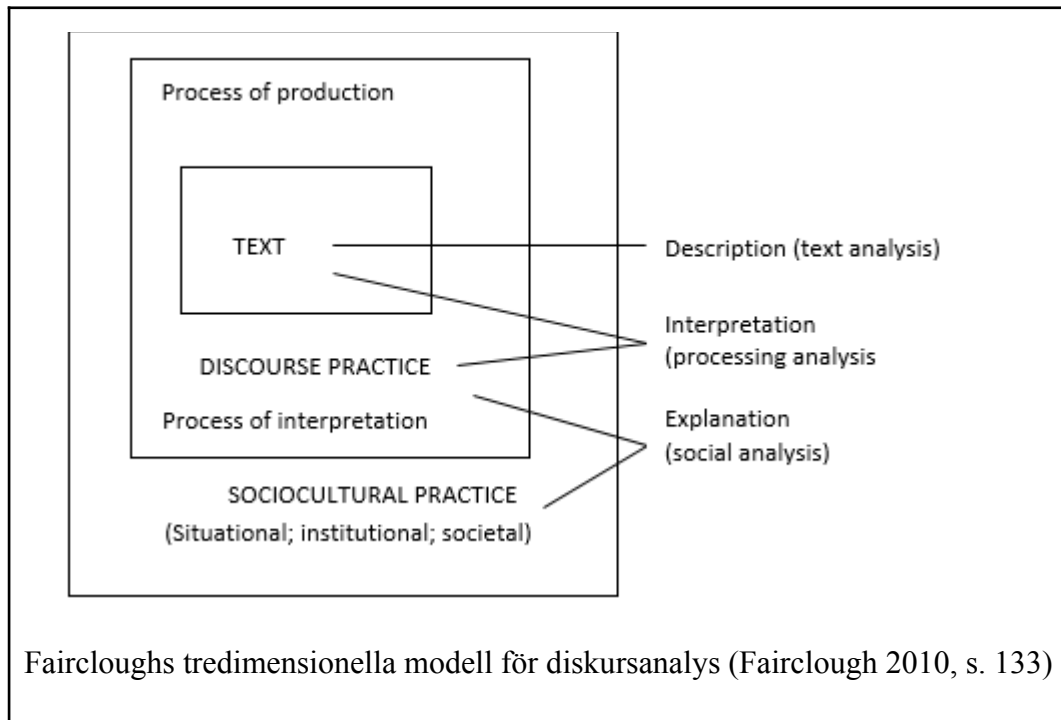 Process of production
TEXT
Description (text analysis)
Interpretation
(processing analysis
DISCOURSE PRACTICE
Process of interpretation
Explanation
(social analysis)
SOCIOCULTURAL PRACTICE
(Situational; institutional; societal)
Faircloughs tredimensionella modell för diskursanalys (Fairclough 2010, s. 133)